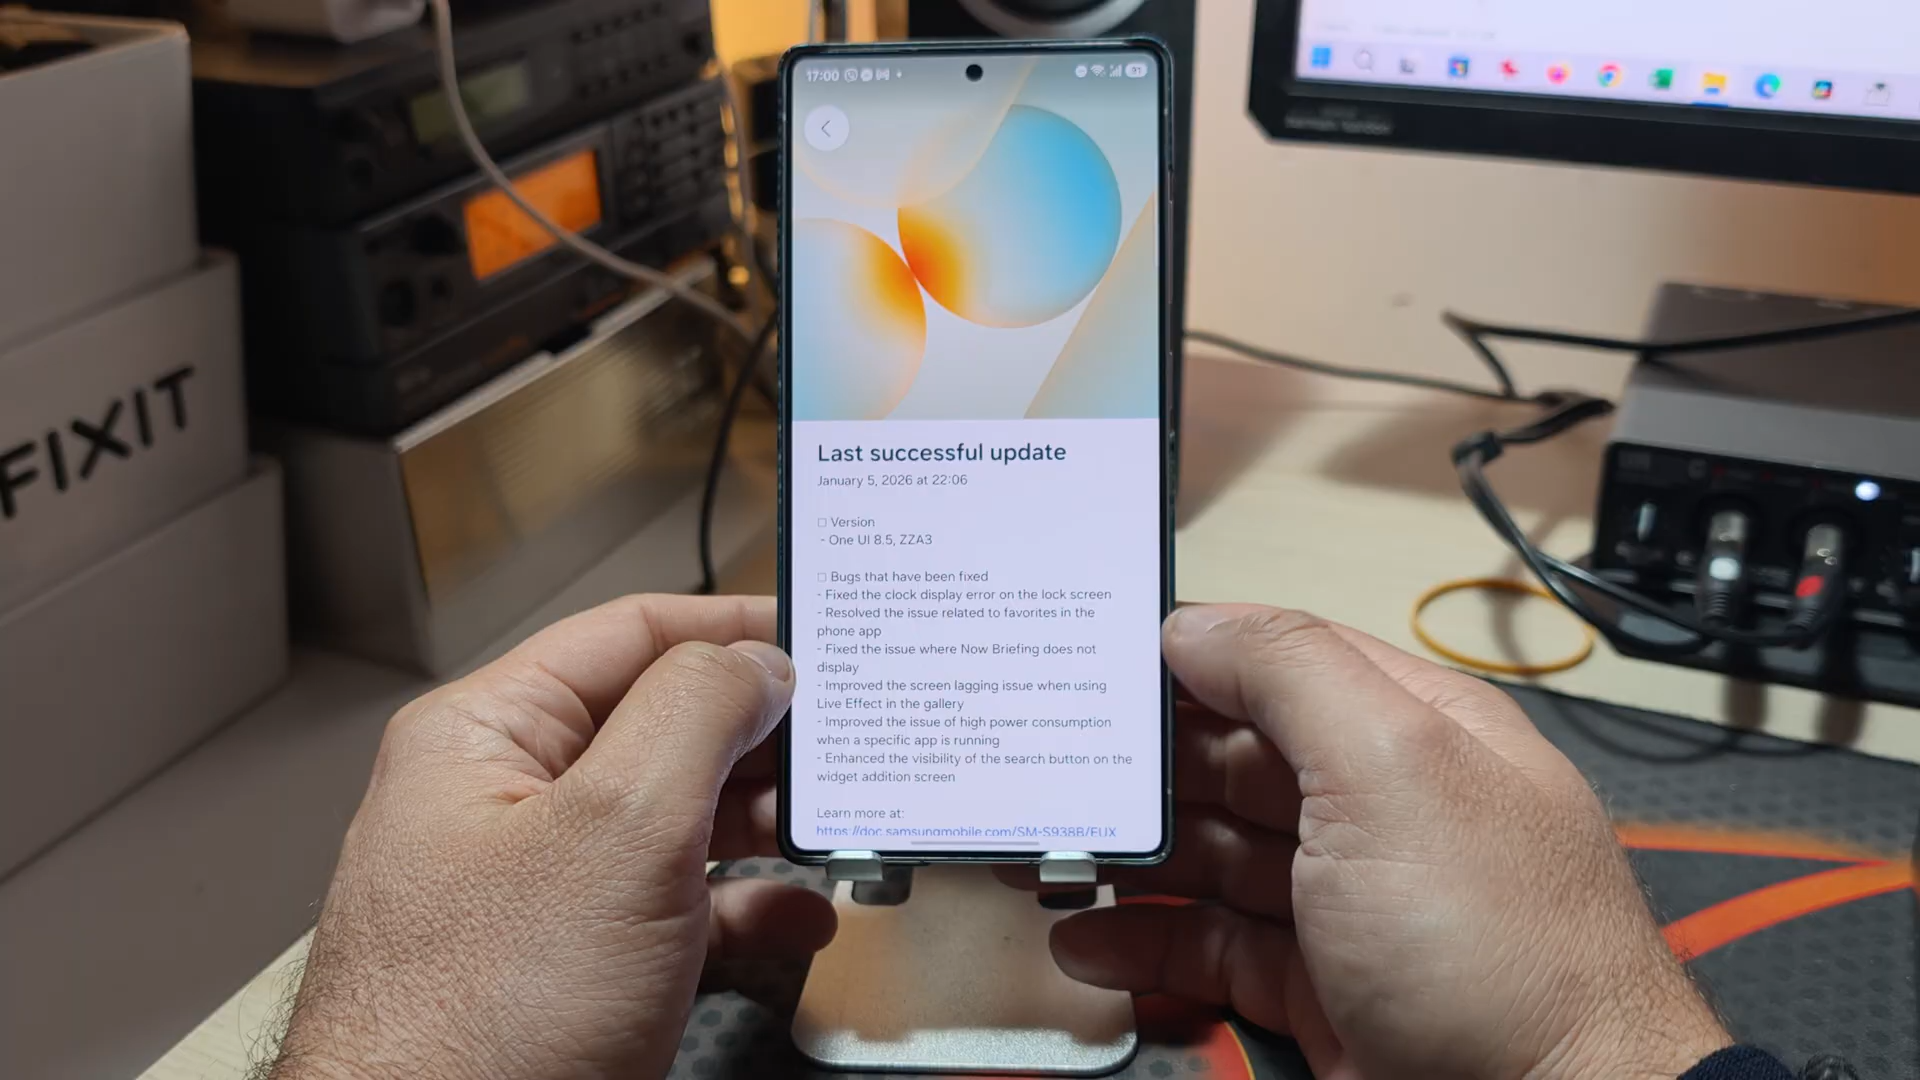 FIXIT
17:00
91
Last successful update
January 5, 2026 at 22:06
□ Version
- One UI 8.5, ZZA3
□ Bugs that have been fixed
- Fixed the clock display error on the lock screen
- Resolved the issue related to favorites in the
phone app
- Fixed the issue where Now Briefing does not
display
- Improved the screen lagging issue when using
Live Effect in the gallery
- Improved the issue of high power consumption
when a specific app is running
- Enhanced the visibility of the search button on the
widget addition screen
Learn more at:
https://doc.samsungmobile.com/SM-S938B/EUX